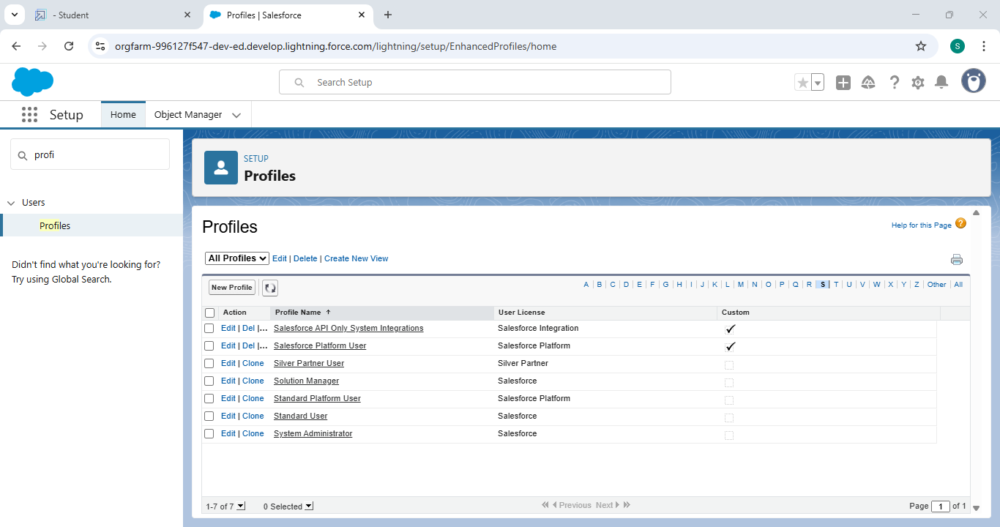 - Student
Profiles | Salesforce
orgfarm-996127f547-dev-ed.develop.lightning.force.com/lightning/setup/EnhancedProfiles/home
S
Search Setup
Setup
Home
Object Manager
profi
Users
Profiles
Didn't find what you're looking for?
Try using Global Search.
SETUP
Profiles
Profiles
Help for this Page ?
All Profiles Edit | Delete | Create New View
New Profile
A | B | C | D | E | F | G | H | I | J | K | L | M | N | O | P | Q | R | S | T | U | V | W | X | Y | Z | Other | All
Action Profile Name User License Custom
Edit | Del |... Salesforce API Only System Integrations Salesforce Integration
Edit | Del |... Salesforce Platform User Salesforce Platform
Edit | Clone Silver Partner User Silver Partner
Edit | Clone Solution Manager Salesforce
Edit | Clone Standard Platform User Salesforce Platform
Edit | Clone Standard User Salesforce
Edit | Clone System Administrator Salesforce
1-7 of 7 0 Selected Previous Next Page 1 of 1